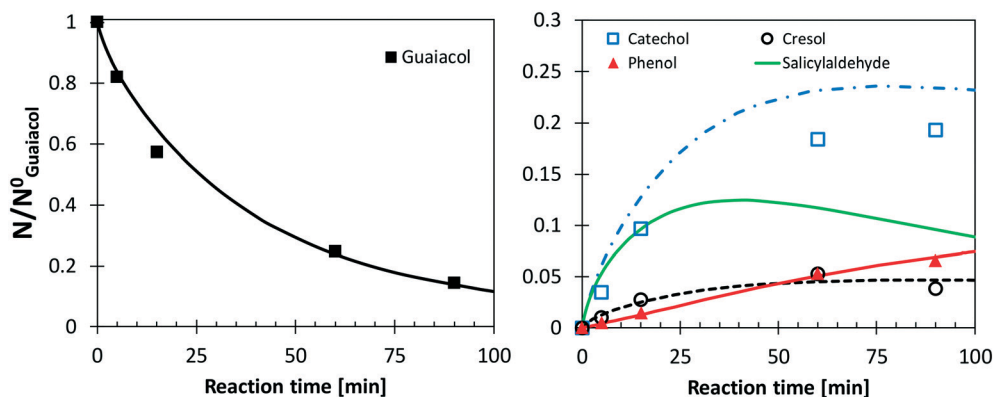 N/N⁰Guaiacol
1
0.8
0.6
0.4
0.2
0
0 25 50 75 100
Reaction time [min]
Guaiacol
0.3
0.25
0.2
0.15
0.1
0.05
0
0 25 50 75 100
Reaction time [min]
Catechol Cresol
Phenol Salicylaldehyde